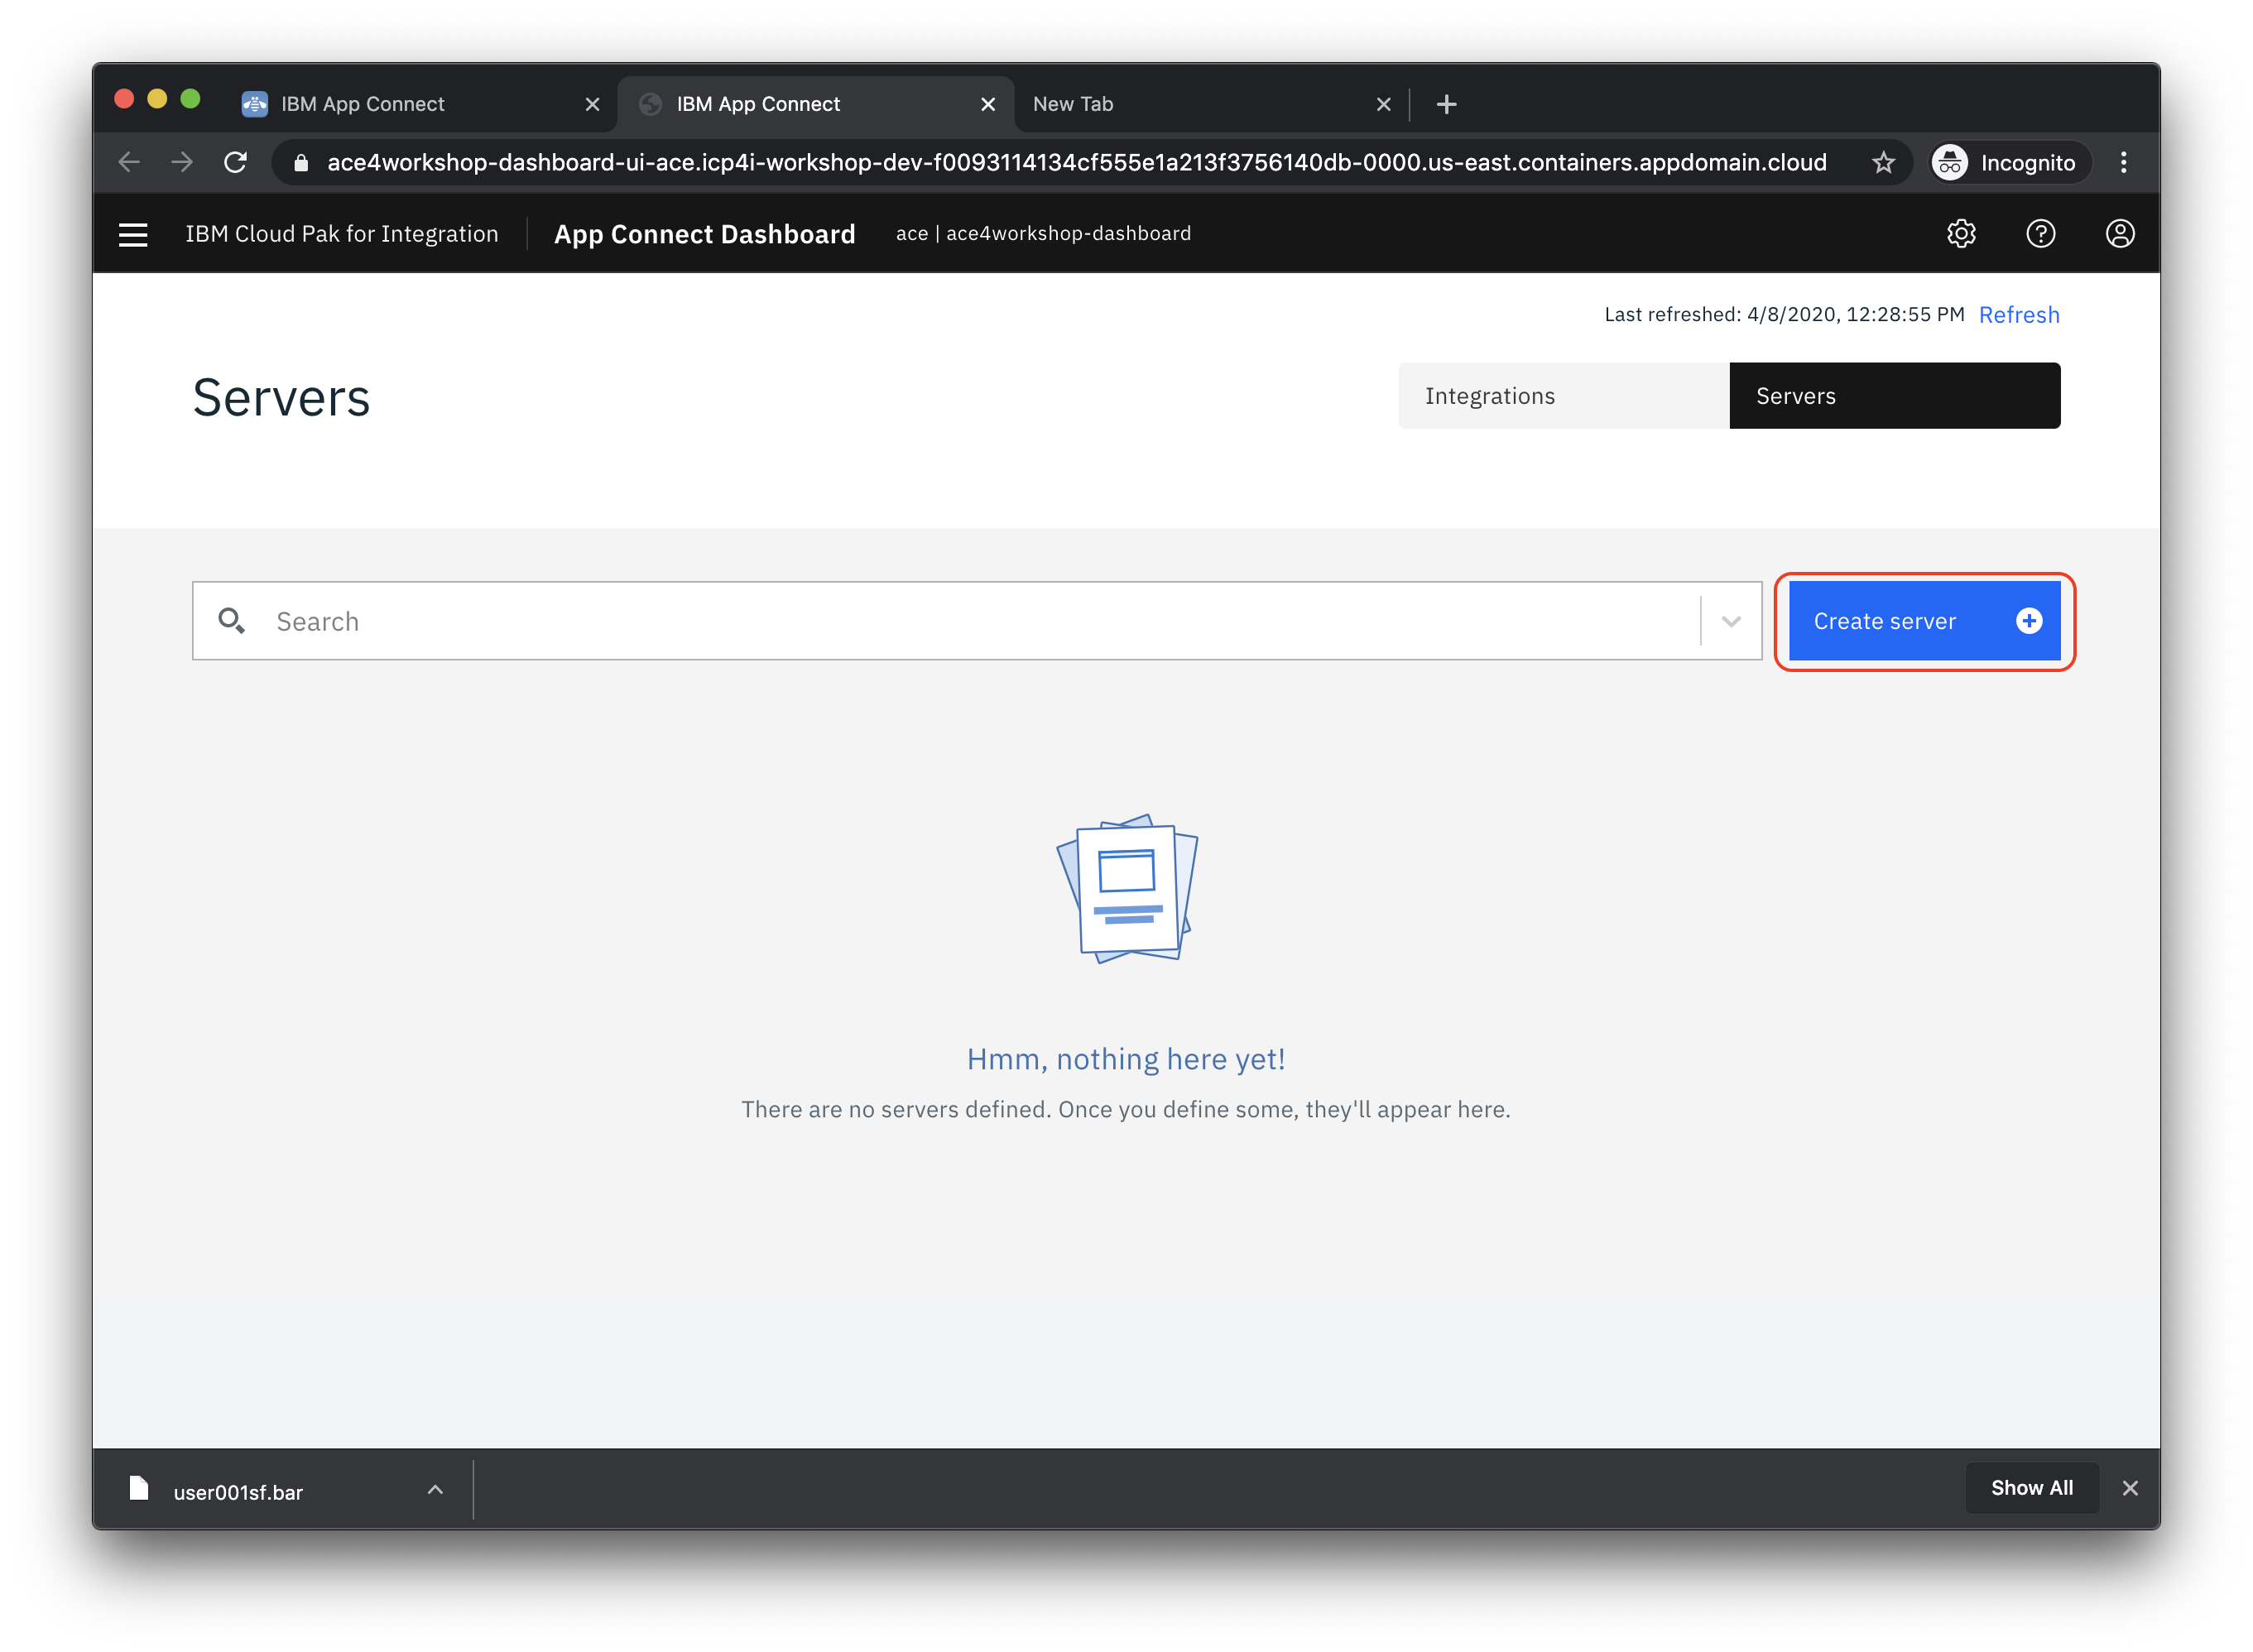 IBM App Connect
IBM App Connect
New Tab
ace4workshop-dashboard-ui-ace.icp4i-workshop-dev-f0093114134cf555e1a213f3756140db-0000.us-east.containers.appdomain.cloud
Incognito
IBM Cloud Pak for Integration
App Connect Dashboard
ace | ace4workshop-dashboard
Last refreshed: 4/8/2020, 12:28:55 PM Refresh
Servers
Integrations
Servers
Search
Create server
Hmm, nothing here yet!
There are no servers defined. Once you define some, they'll appear here.
user001sf.bar
Show All